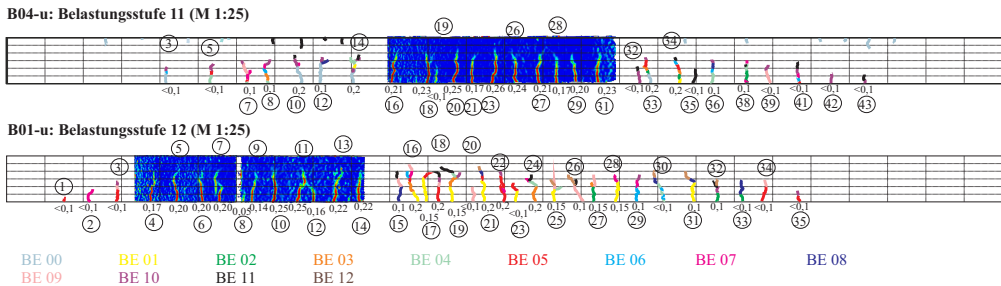 B04-u: Belastungsstufe 11 (M 1:25)
3 5 14 19 26 28 32 34
<0,1 <0,1 0,1 0,1 0,2 0,1 0,2 0,21 0,23 <0,1 0,25 0,17 0,26 0,24 0,21 0,17 0,20 0,23 <0,1 0,2 0,2 <0,1 0,1 0,1 <0,1 0,1 <0,1 <0,1
7 8 10 12 16 18 20 21 23 27 29 31 33 35 36 38 39 41 42 43
B01-u: Belastungsstufe 12 (M 1:25)
1 3 5 7 9 11 13 16 18 20 22 24 26 28 30 32 34
<0,1 <0,1 <0,1 0,17 0,20 0,20 0,20 0,05 0,14 0,25 0,25 0,16 0,22 0,22 0,1 0,2 0,15 0,2 0,15 <0,1 0,2 0,2 <0,1 0,2 0,15 0,1 0,15 0,15 0,1 <0,1 0,1 0,1 <0,1 <0,1 <0,1
2 4 6 8 10 12 14 15 17 19 21 23 25 27 29 31 33 35
BE 00 BE 01 BE 02 BE 03 BE 04 BE 05 BE 06 BE 07 BE 08
BE 09 BE 10 BE 11 BE 12